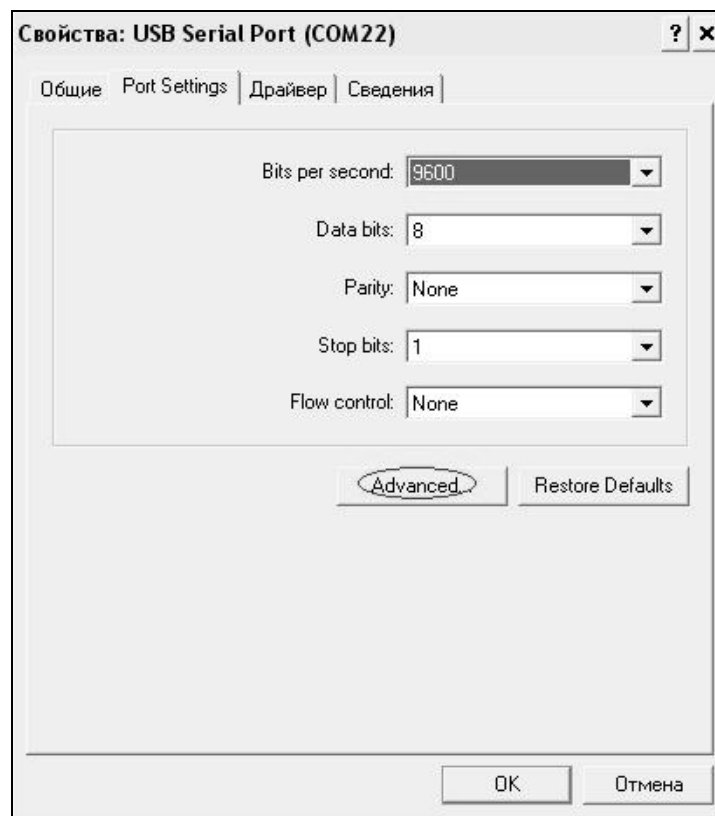 Свойства: USB Serial Port (COM22)
Общие Port Settings Драйвер Сведения
Bits per second: 9600
Data bits: 8
Parity: None
Stop bits: 1
Flow control: None
Advanced... Restore Defaults
OK Отмена